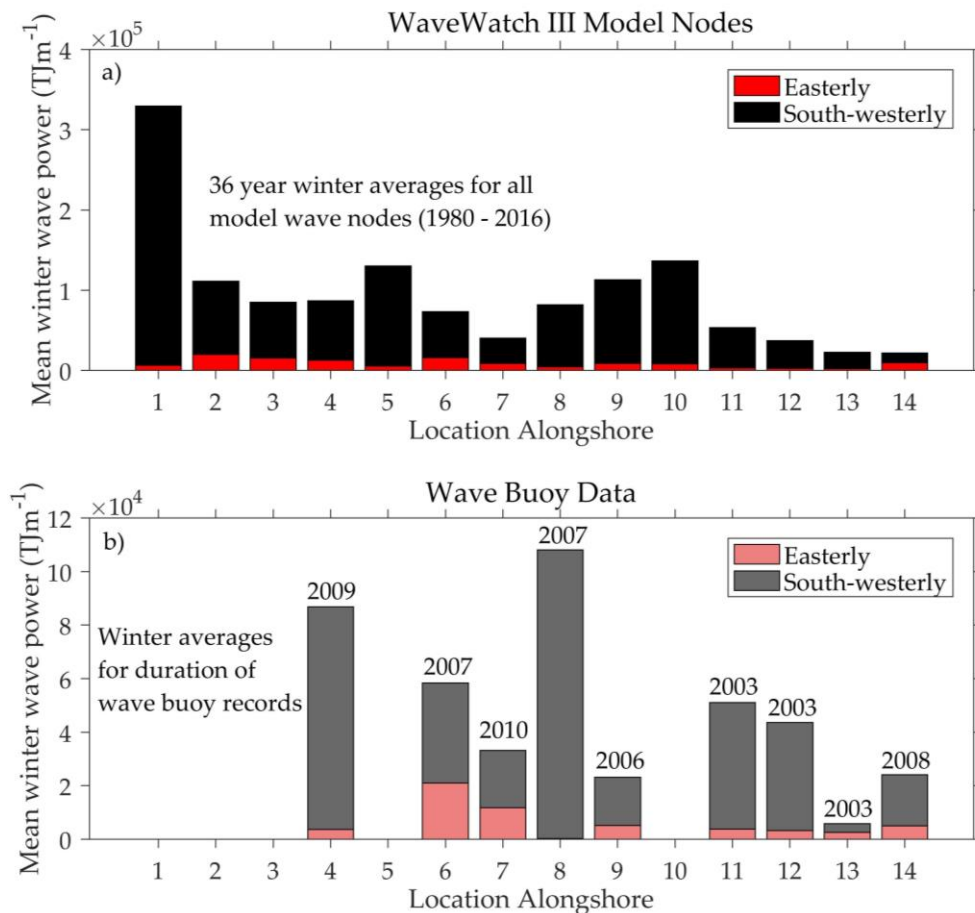 WaveWatch III Model Nodes
×10⁵
a)
Easterly
South-westerly
36 year winter averages for all
model wave nodes (1980 - 2016)
Mean winter wave power (TJm⁻¹)
4
3
2
1
0
1 2 3 4 5 6 7 8 9 10 11 12 13 14
Location Alongshore
Wave Buoy Data
×10⁴
b)
Easterly
South-westerly
Winter averages
for duration of
wave buoy records
Mean winter wave power (TJm⁻¹)
12
10
8
6
4
2
0
2009
2007
2010
2007
2006
2003
2003
2003
2008
1 2 3 4 5 6 7 8 9 10 11 12 13 14
Location Alongshore